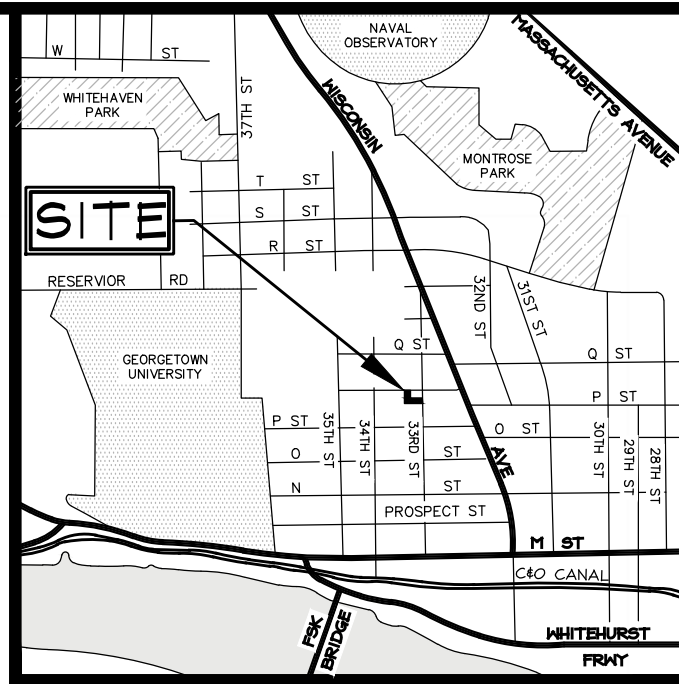 NAVAL
OBSERVATORY
MASSACHUSETTS AVENUE
W ST
WHITEHAVEN
PARK
37TH ST
WISCONSIN
MONTROSE
PARK
T ST
SITE
S ST
R ST
RESERVIOR RD
32ND ST
31ST ST
Q ST
Q ST
GEORGETOWN
UNIVERSITY
P ST
P ST
35TH ST
34TH ST
33RD ST
O ST
30TH ST
29TH ST
28TH ST
O ST
AVE
N ST
PROSPECT ST
M ST
C&O CANAL
FSK
BRIDGE
WHITEHURST
FRWY